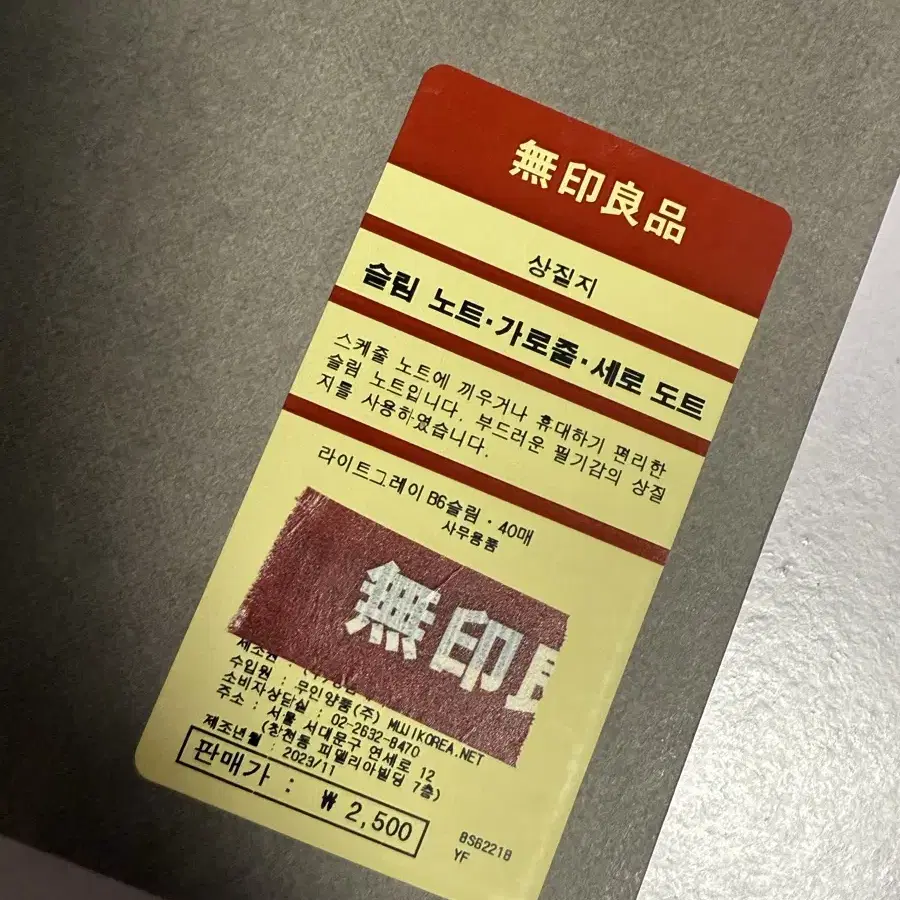 無印良品
상질지
슬림 노트·가로줄·세로 도트
스케줄 노트에 끼우거나 휴대하기 편리한
슬림 노트입니다. 부드러운 필기감의 상질
지를 사용하였습니다.
라이트그레이 B6슬림 · 40매
사무용품
無印良
수입원 : 무인양품(주) MUJIKOREA.NET
소비자상담실 : 02-2632-8470
주소 : 서울 서대문구 연세로 12
(창천동 피델리아빌딩 7층)
제조년월 : 2023/11
판매가 : ₩ 2,500
BSB221B
YF